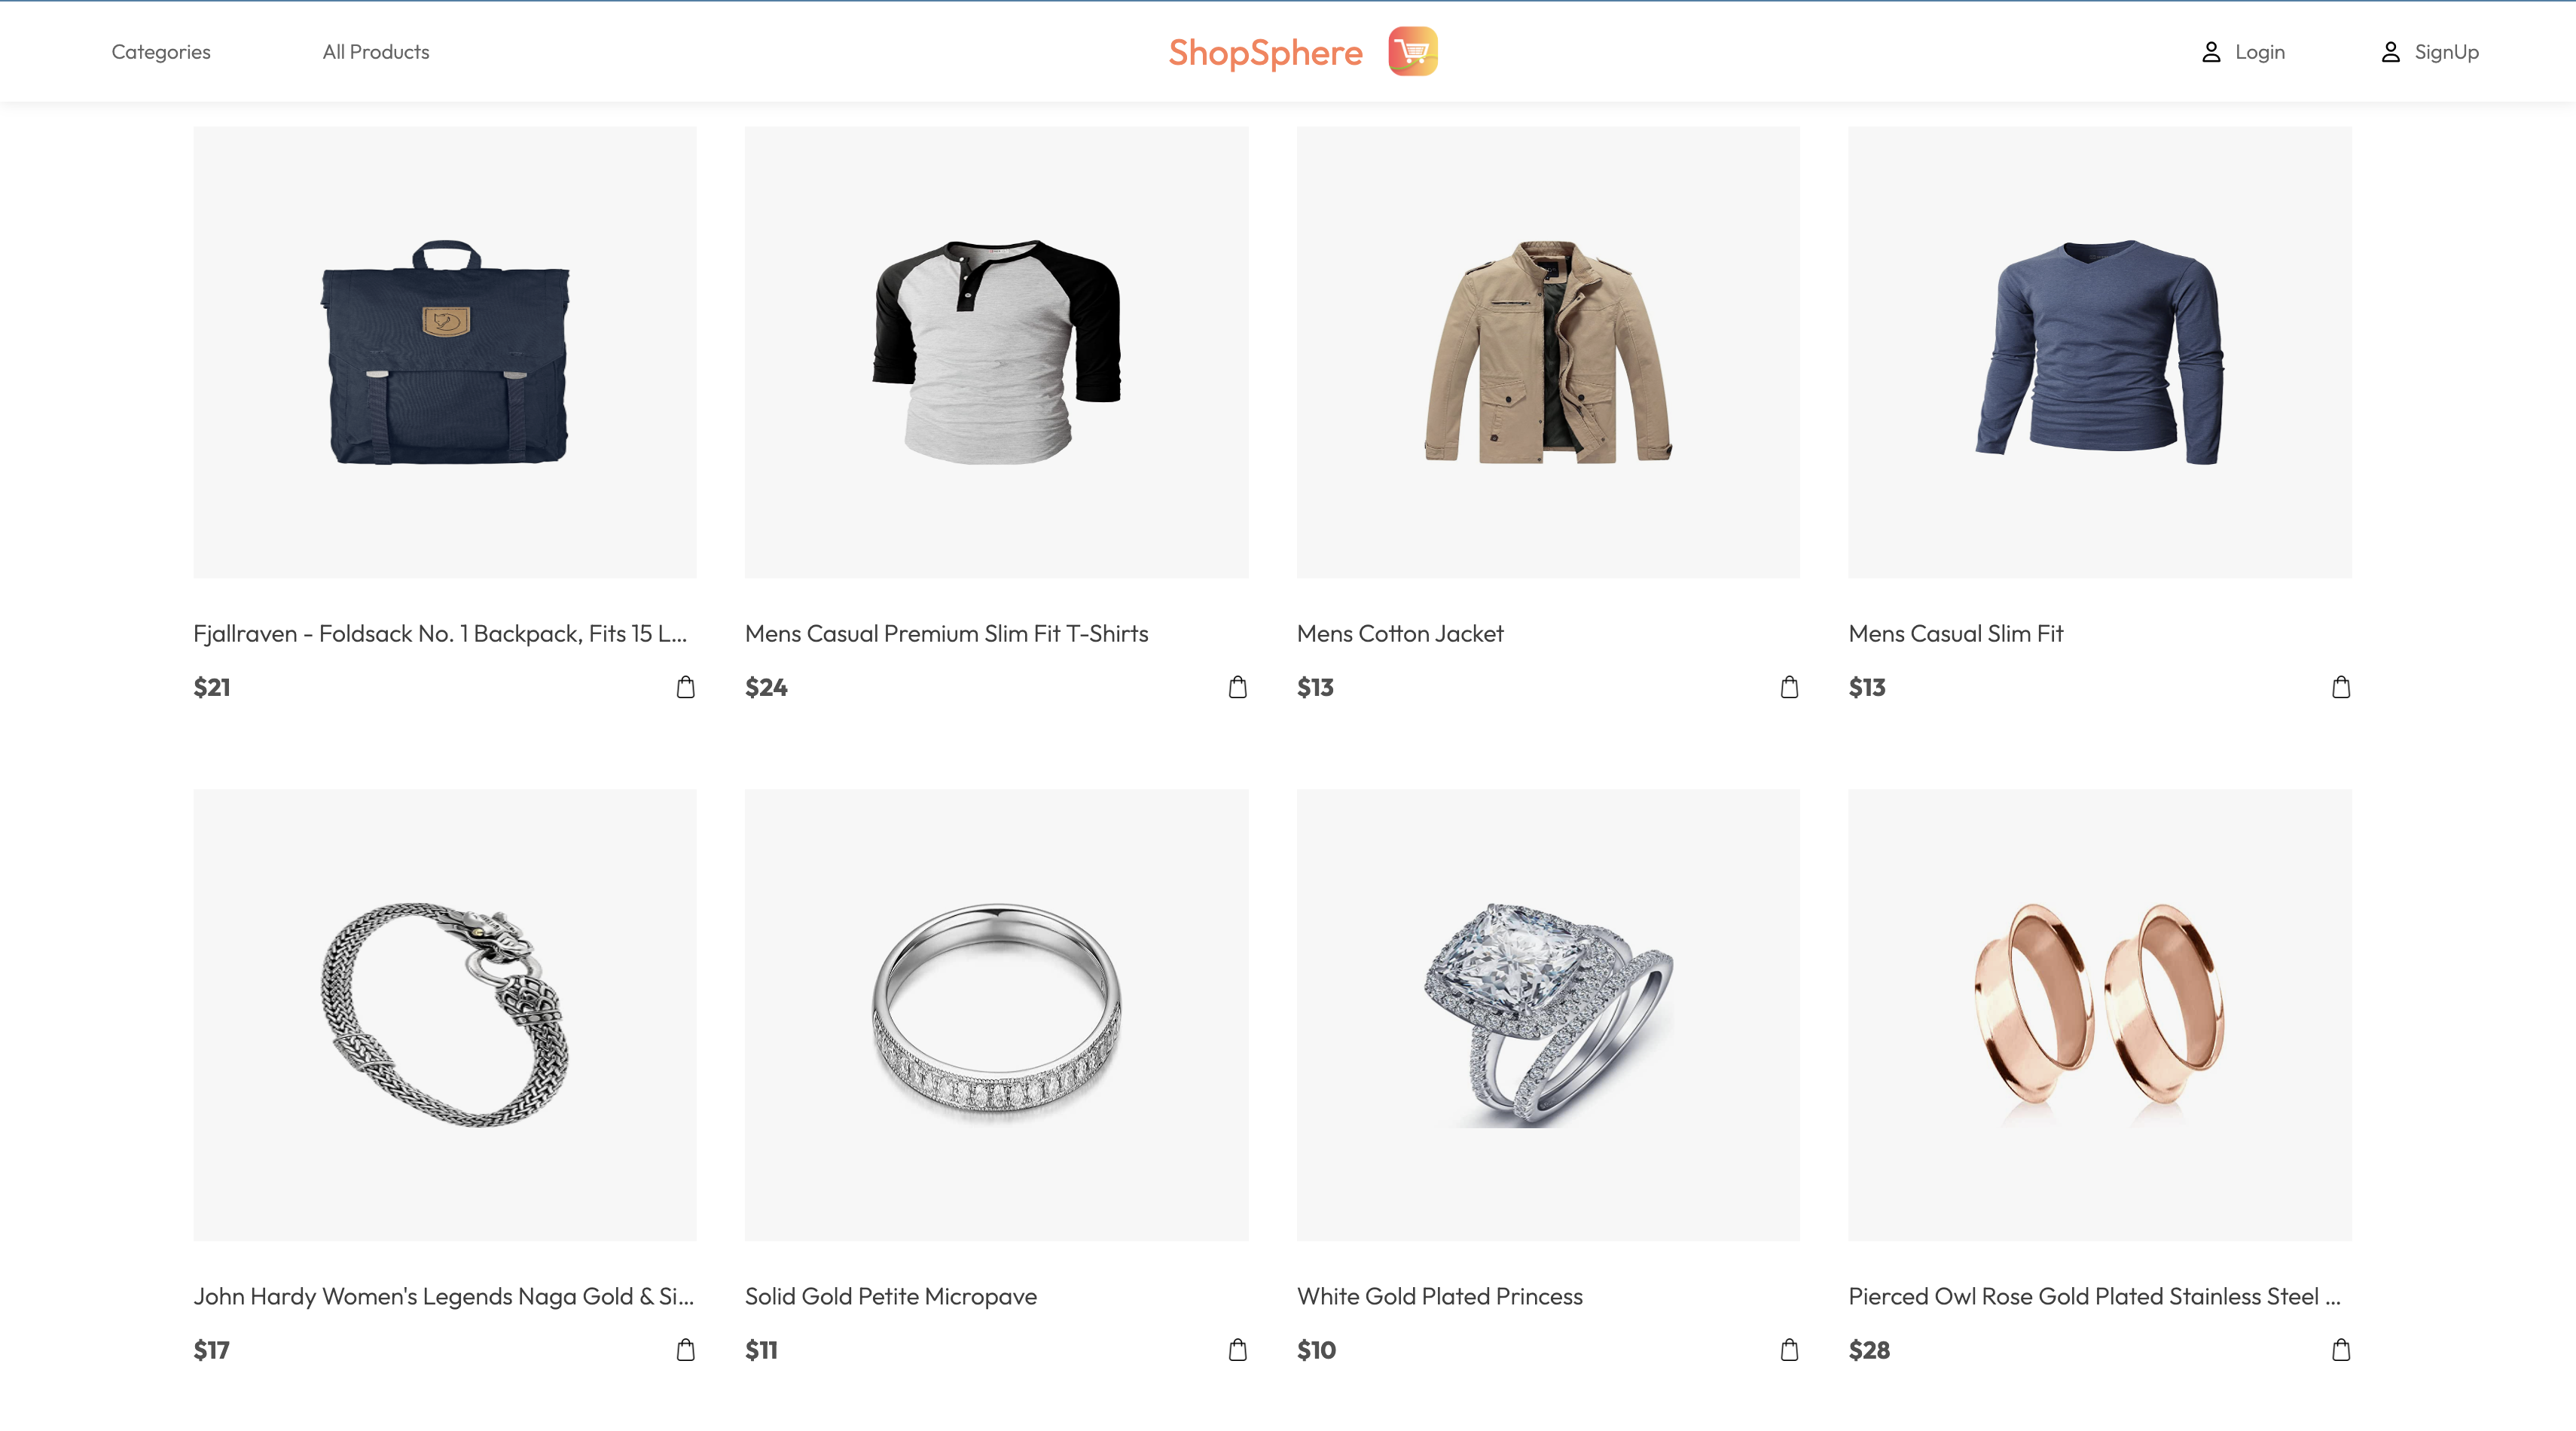 Categories
All Products
ShopSphere
Login
SignUp
Fjallraven - Foldsack No. 1 Backpack, Fits 15 L...
Mens Casual Premium Slim Fit T-Shirts
Mens Cotton Jacket
Mens Casual Slim Fit
$21
$24
$13
$13
John Hardy Women's Legends Naga Gold & Si...
Solid Gold Petite Micropave
White Gold Plated Princess
Pierced Owl Rose Gold Plated Stainless Steel ...
$17
$11
$10
$28